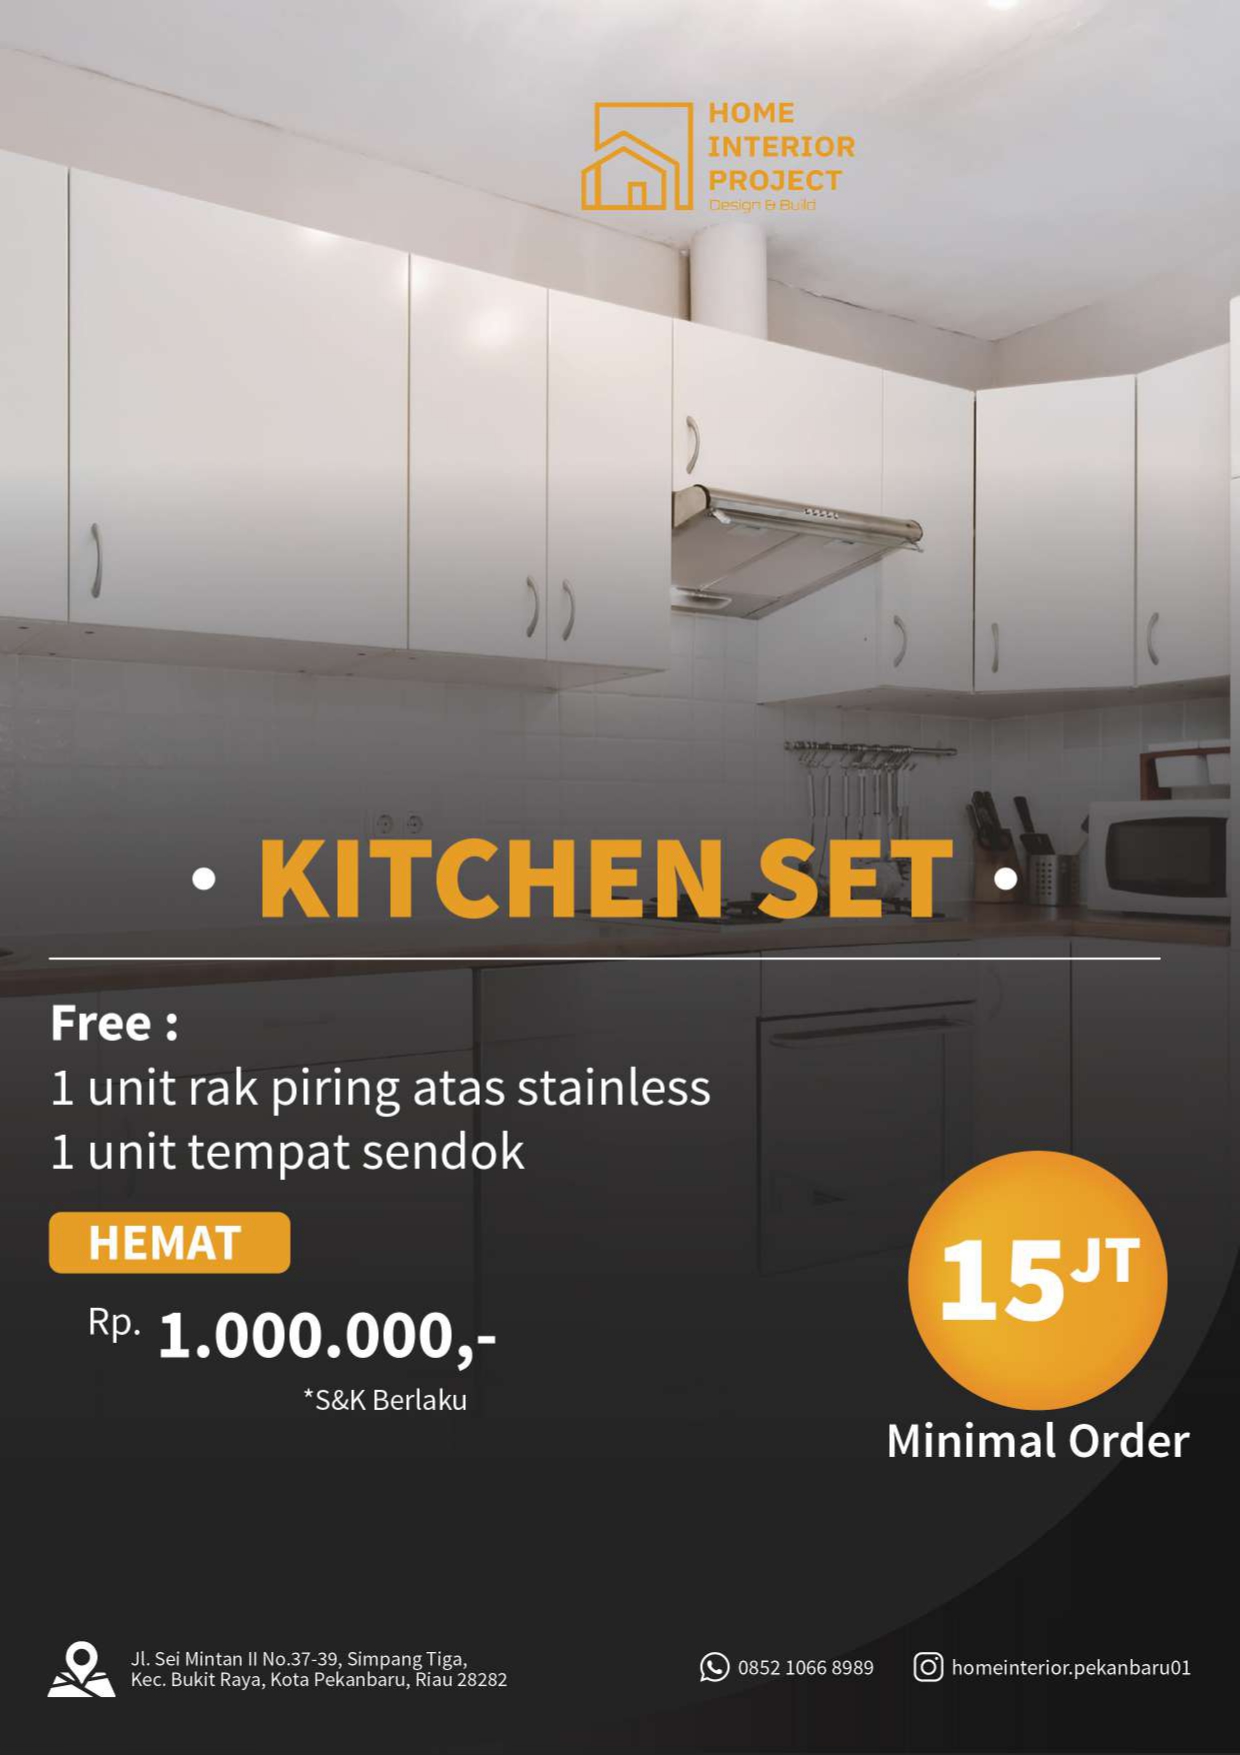 HOME
INTERIOR
PROJECT
Design & Build
• KITCHEN SET •
Free :
1 unit rak piring atas stainless
1 unit tempat sendok
HEMAT
Rp. 1.000.000,-
*S&K Berlaku
15JT
Minimal Order
Jl. Sei Mintan II No.37-39, Simpang Tiga,
Kec. Bukit Raya, Kota Pekanbaru, Riau 28282
0852 1066 8989
homeinterior.pekanbaru01